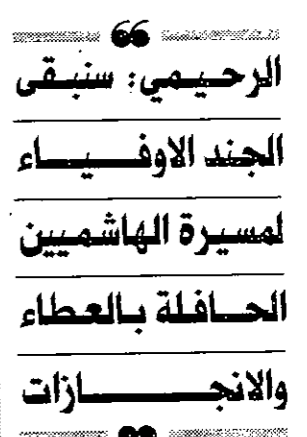 الرحيمي: سنبقى
الجند الاوفياء
لمسيرة الهاشميين
الحافلة بالعطاء
والانجازات